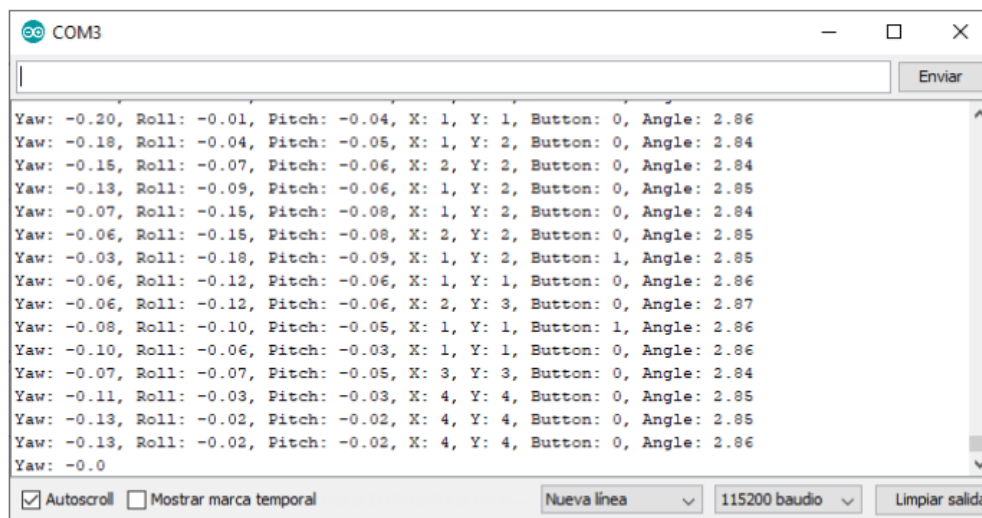 COM3
Enviar
Yaw: -0.20, Roll: -0.01, Pitch: -0.04, X: 1, Y: 1, Button: 0, Angle: 2.86
Yaw: -0.18, Roll: -0.04, Pitch: -0.05, X: 1, Y: 2, Button: 0, Angle: 2.84
Yaw: -0.15, Roll: -0.07, Pitch: -0.06, X: 2, Y: 2, Button: 0, Angle: 2.84
Yaw: -0.13, Roll: -0.09, Pitch: -0.06, X: 1, Y: 2, Button: 0, Angle: 2.85
Yaw: -0.07, Roll: -0.15, Pitch: -0.08, X: 1, Y: 2, Button: 0, Angle: 2.84
Yaw: -0.06, Roll: -0.15, Pitch: -0.08, X: 2, Y: 2, Button: 0, Angle: 2.85
Yaw: -0.03, Roll: -0.18, Pitch: -0.09, X: 1, Y: 2, Button: 1, Angle: 2.85
Yaw: -0.06, Roll: -0.12, Pitch: -0.06, X: 1, Y: 1, Button: 0, Angle: 2.86
Yaw: -0.06, Roll: -0.12, Pitch: -0.06, X: 2, Y: 3, Button: 0, Angle: 2.87
Yaw: -0.08, Roll: -0.10, Pitch: -0.05, X: 1, Y: 1, Button: 1, Angle: 2.86
Yaw: -0.10, Roll: -0.06, Pitch: -0.03, X: 1, Y: 1, Button: 0, Angle: 2.86
Yaw: -0.07, Roll: -0.07, Pitch: -0.05, X: 3, Y: 3, Button: 0, Angle: 2.84
Yaw: -0.11, Roll: -0.03, Pitch: -0.03, X: 4, Y: 4, Button: 0, Angle: 2.85
Yaw: -0.13, Roll: -0.02, Pitch: -0.02, X: 4, Y: 4, Button: 0, Angle: 2.85
Yaw: -0.13, Roll: -0.02, Pitch: -0.02, X: 4, Y: 4, Button: 0, Angle: 2.86
Yaw: -0.0
Autoscroll Mostrar marca temporal Nueva línea 115200 baudio Limpiar salida